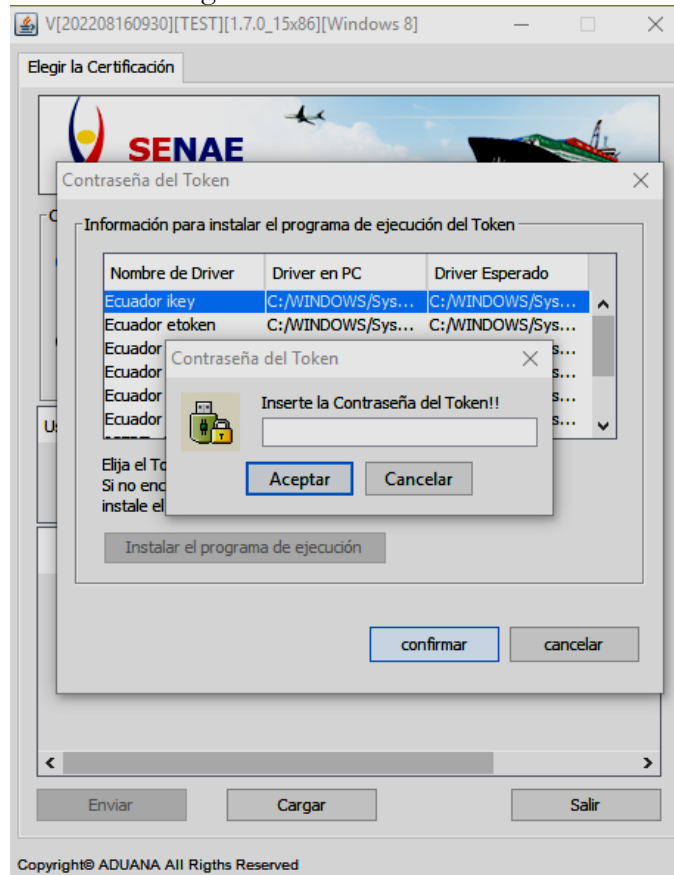 V[202208160930][TEST][1.7.0_15x86][Windows 8]
Elegir la Certificación
SENAE
Contraseña del Token
Información para instalar el programa de ejecución del Token
Nombre de Driver Driver en PC Driver Esperado
Ecuador ikey C:/WINDOWS/Sys... C:/WINDOWS/Sys...
Ecuador etoken C:/WINDOWS/Sys... C:/WINDOWS/Sys...
Ecuador
Ecuador
Ecuador
Ecuador
Contraseña del Token
Inserte la Contraseña del Token!!
Aceptar Cancelar
Elija el To
Si no enc
instale el
Instalar el programa de ejecución
confirmar cancelar
Enviar Cargar Salir
Copyright© ADUANA All Rigths Reserved